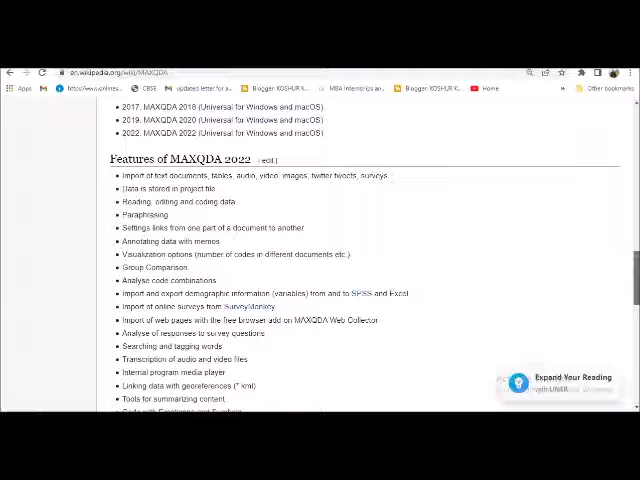 en.wikipedia.org/wiki/MAXQDA
Apps
http://www.onlines...
CBSE
updated letter for a...
Blogger: KOSHUR K...
MBA Internships an...
Blogger: KOSHUR K...
Home
»
Other bookmarks
2017. MAXQDA 2018 (Universal for Windows and macOS)
2019. MAXQDA 2020 (Universal for Windows and macOS)
2022. MAXQDA 2022 (Universal for Windows and macOS)
Features of MAXQDA 2022 [edit]
Import of text documents, tables, audio, video, images, twitter tweets, surveys
Data is stored in project file
Reading, editing and coding data
Paraphrasing
Settings links from one part of a document to another
Annotating data with memos
Visualization options (number of codes in different documents etc.)
Group Comparison
Analyse code combinations
Import and export demographic information (variables) from and to SPSS and Excel
Import of online surveys from SurveyMonkey
Import of web pages with the free browser add on MAXQDA Web Collector
Analyse of responses to survey questions
Searching and tagging words
Transcription of audio and video files
Internal program media player
Linking data with georeferences (*.kml)
Tools for summarizing content
Code with Emoticons and Symbols
Expand Your Reading
with LINER